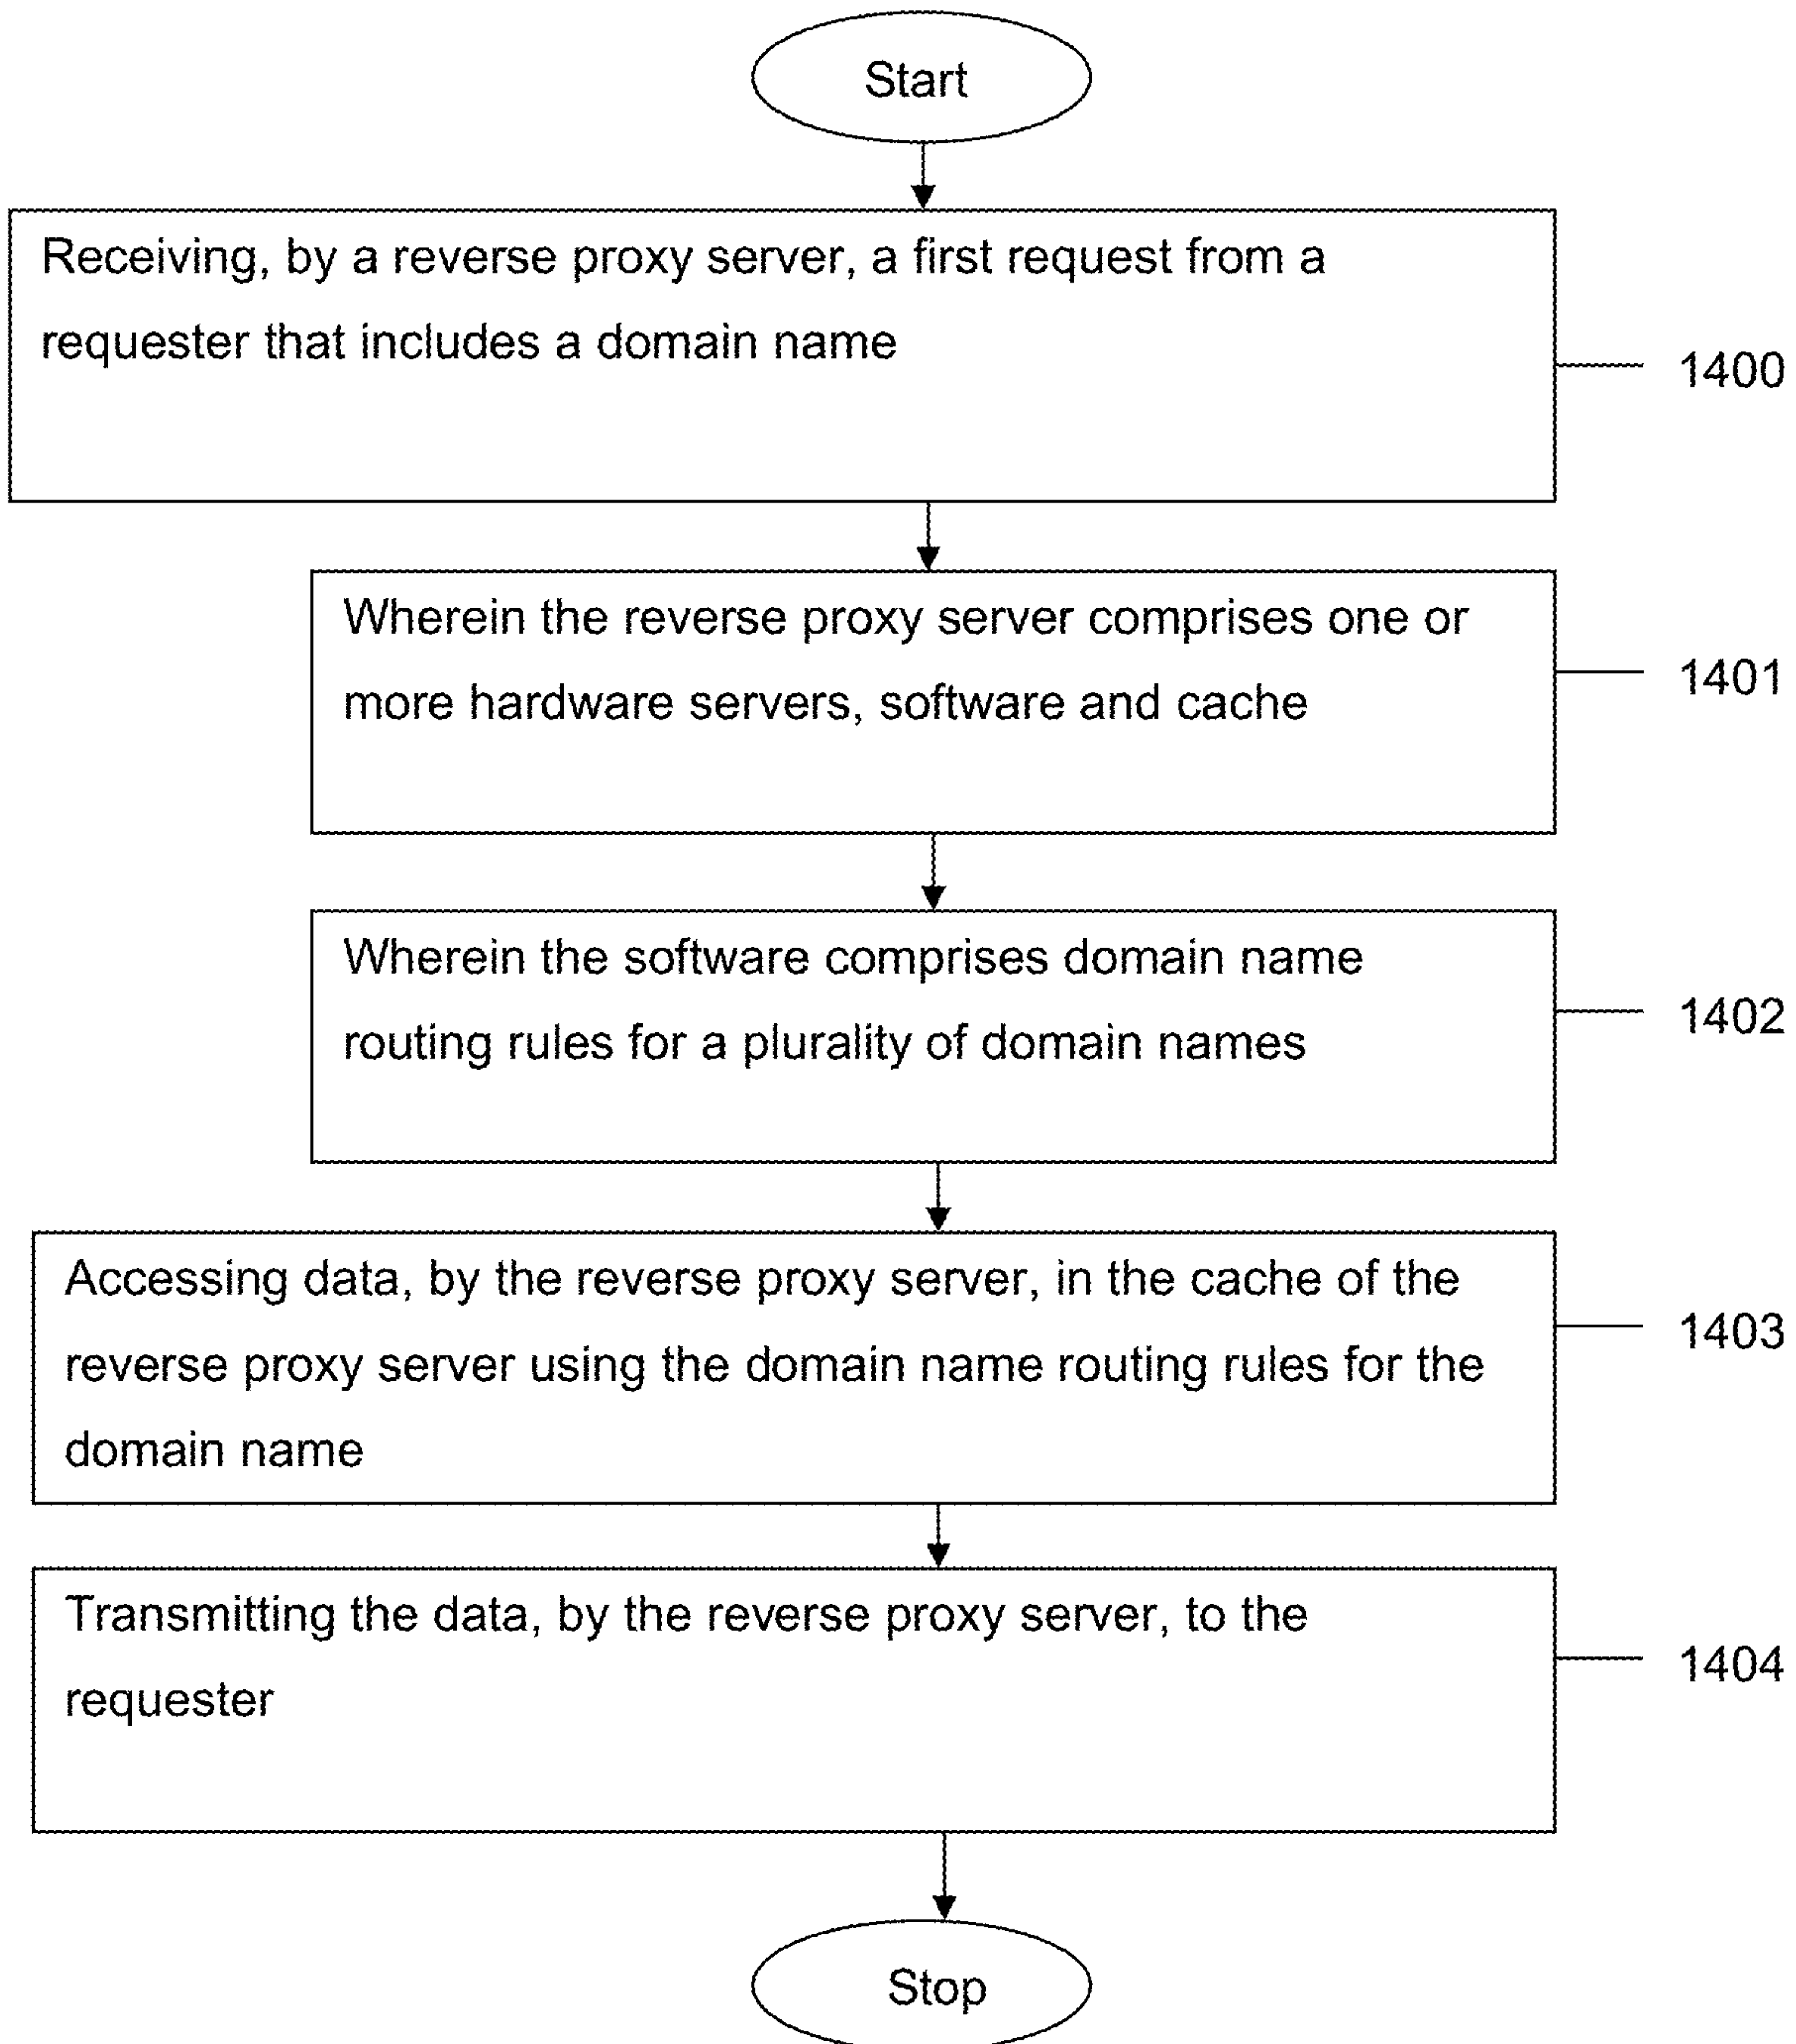 Start
Receiving, by a reverse proxy server, a first request from a
requester that includes a domain name
1400
Wherein the reverse proxy server comprises one or
more hardware servers, software and cache
1401
Wherein the software comprises domain name
routing rules for a plurality of domain names
1402
Accessing data, by the reverse proxy server, in the cache of the
reverse proxy server using the domain name routing rules for the
domain name
1403
Transmitting the data, by the reverse proxy server, to the
requester
1404
Stop